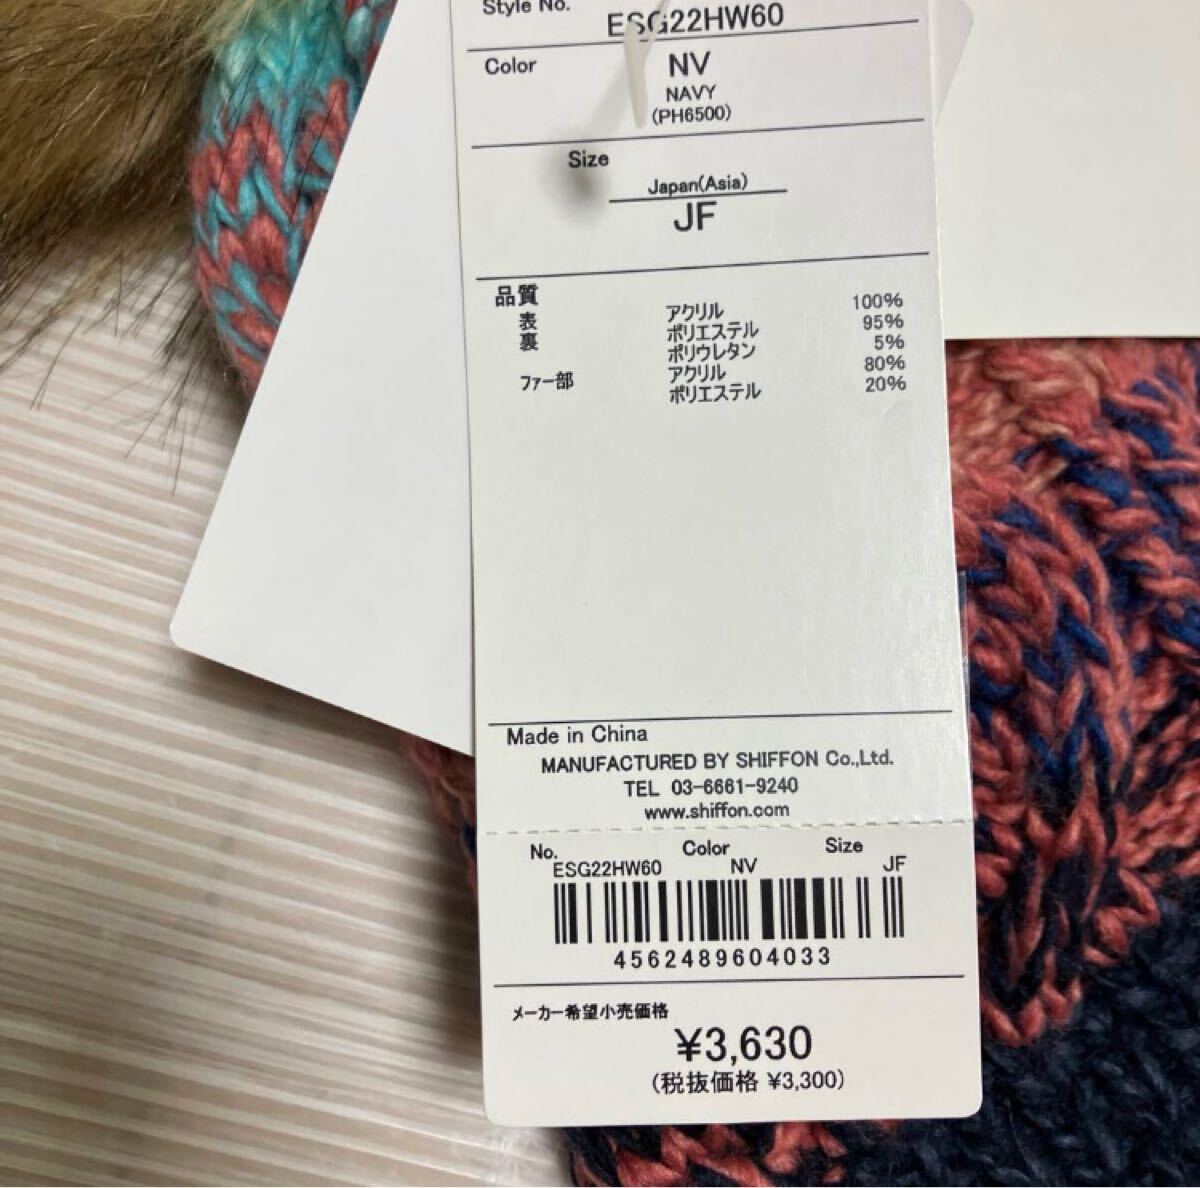 Style No.
ESG22HW60
Color
NV
NAVY
(PH6500)
Size
Japan(Asia)
JF
品質
表 アクリル 100%
裏 ポリエステル 95%
ポリウレタン 5%
ファー部 アクリル 80%
ポリエステル 20%
Made in China
MANUFACTURED BY SHIFFON Co.,Ltd.
TEL 03-6661-9240
www.shiffon.com
No. Color Size
ESG22HW60 NV JF
4562489604033
メーカー希望小売価格
¥3,630
(税抜価格 ¥3,300)